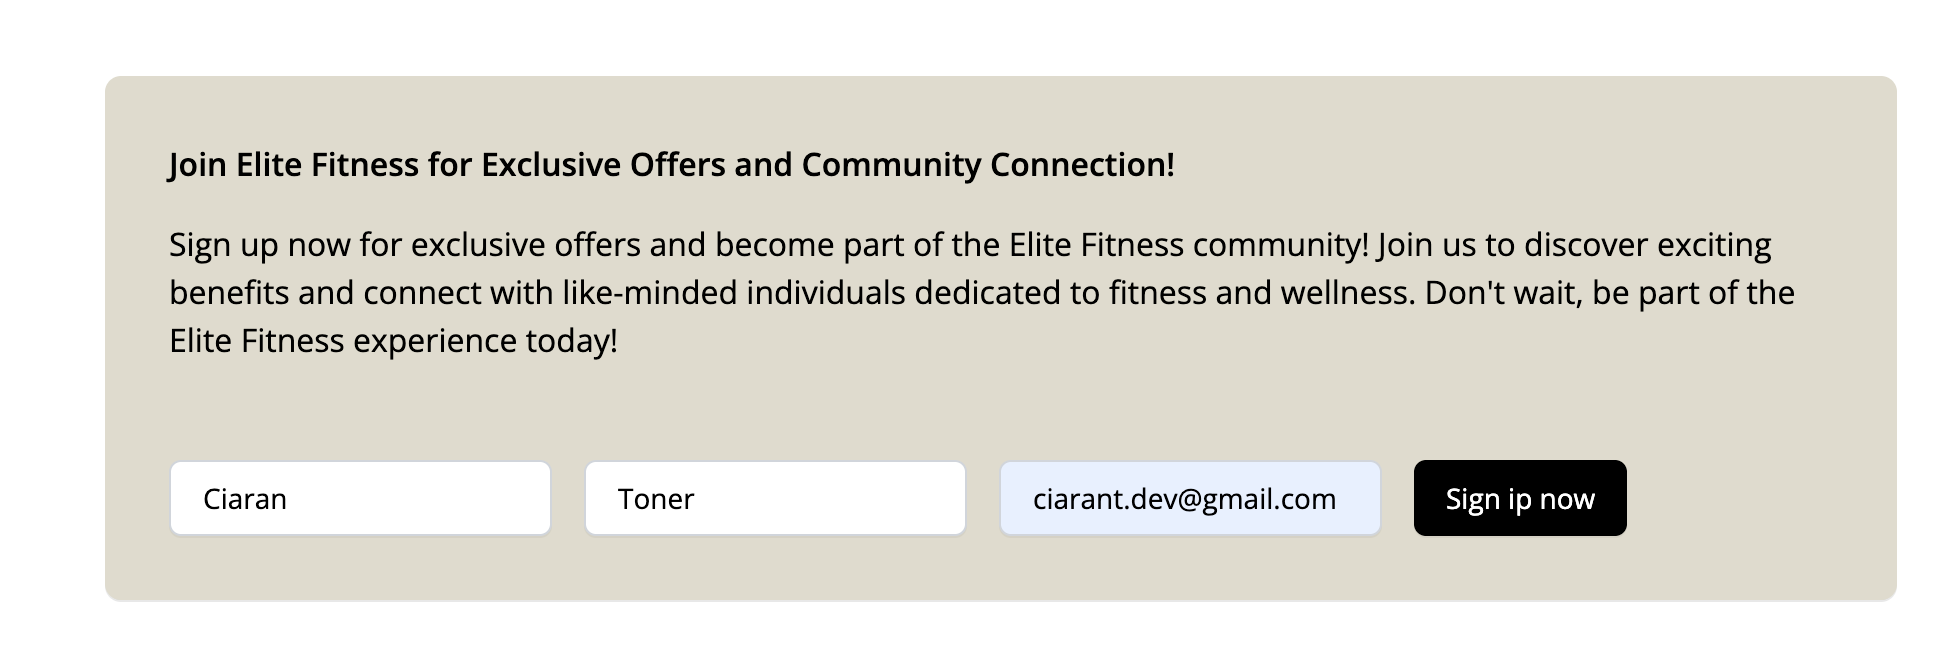 Join Elite Fitness for Exclusive Offers and Community Connection!
Sign up now for exclusive offers and become part of the Elite Fitness community! Join us to discover exciting
benefits and connect with like-minded individuals dedicated to fitness and wellness. Don't wait, be part of the
Elite Fitness experience today!
Ciaran
Toner
ciarant.dev@gmail.com
Sign ip now